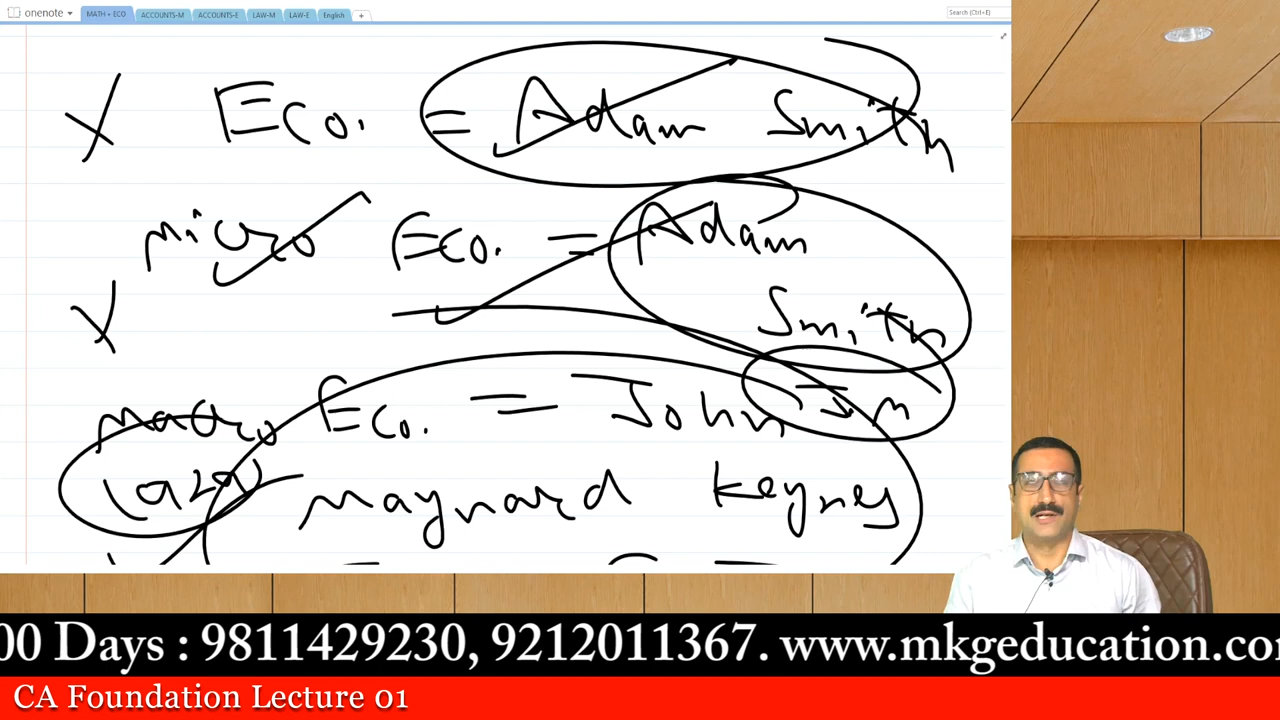 onenote MATH + ECO ACCOUNTS-M ACCOUNTS-E LAW-M LAW-E English + Search (Ctrl+E)
X Eco. = Adam Smith
micro Eco. = Adam
X Smith
macro Eco. = John
maynard keynes
00 Days : 9811429230, 9212011367. www.mkgeducation.co
CA Foundation Lecture 01